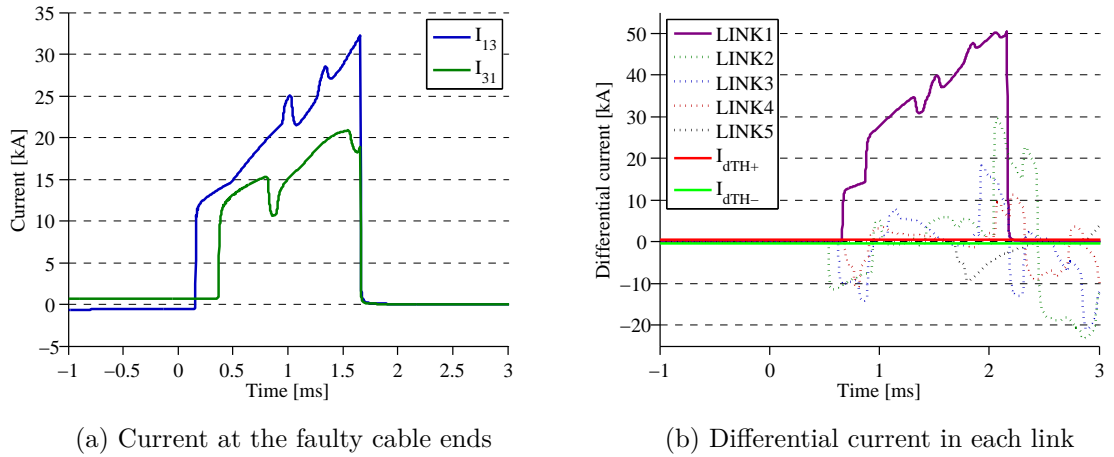 35
30
25
20
15
10
5
0
−5
Current [kA]
I13
I31
−1 −0.5 0 0.5 1 1.5 2 2.5 3
Time [ms]
(a) Current at the faulty cable ends
50
40
30
20
10
0
−10
−20
Differential current [kA]
LINK1
LINK2
LINK3
LINK4
LINK5
IdTH+
IdTH−
−1 0 1 2 3
Time [ms]
(b) Differential current in each link